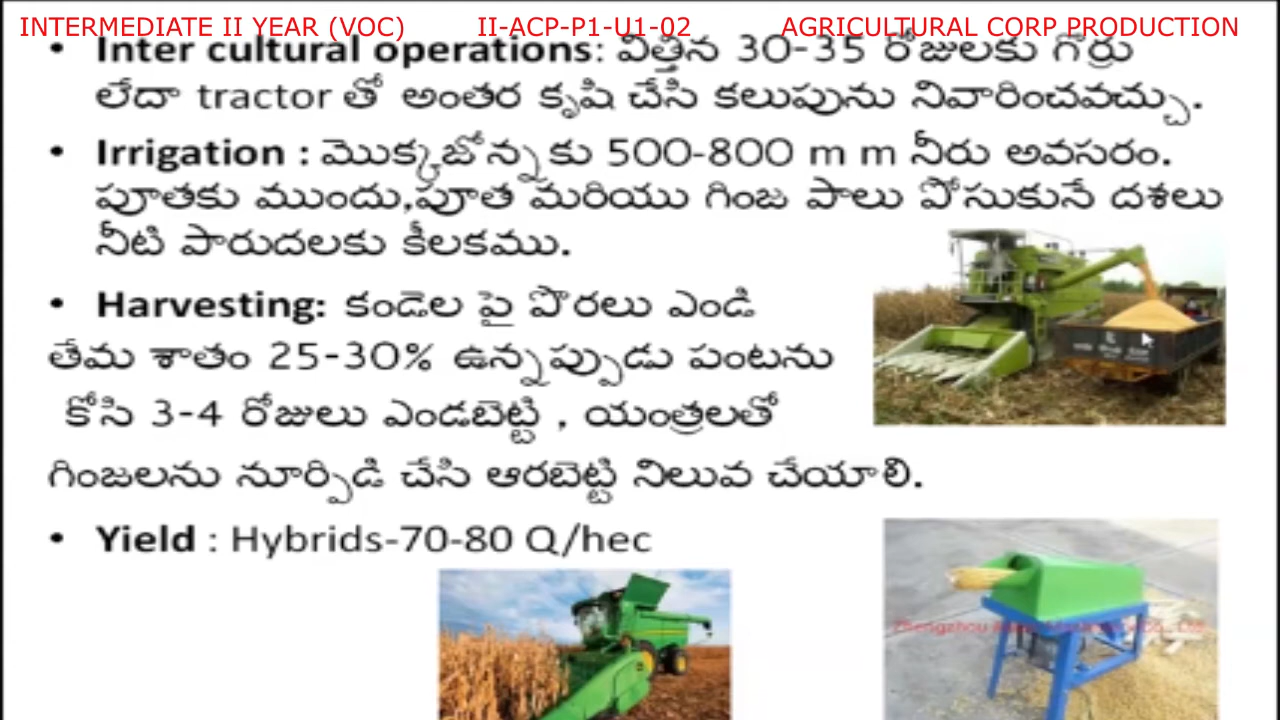 INTERMEDIATE II YEAR (VOC) II-ACP-P1-U1-02 AGRICULTURAL CORP PRODUCTION
• Inter cultural operations: విత్తిన 30-35 రోజులకు గొర్రు
లేదా tractor తో అంతర కృషి చేసి కలుపును నివారించవచ్చు.
• Irrigation : మొక్కజోన్నకు 500-800 m m నీరు అవసరం.
పూతకు ముందు,పూత మరియు గింజ పాలు పోసుకునే దశలు
నీటి పారుదలకు కీలకము.
• Harvesting: కండెల పై పొరలు ఎండి
తేమ శాతం 25-30% ఉన్నప్పుడు పంటను
కోసి 3-4 రోజులు ఎండబెట్టి , యంత్రలతో
గింజలను నూర్పిడి చేసి ఆరబెట్టి నిలువ చేయాలి.
• Yield : Hybrids-70-80 Q/hec
Zhengzhou